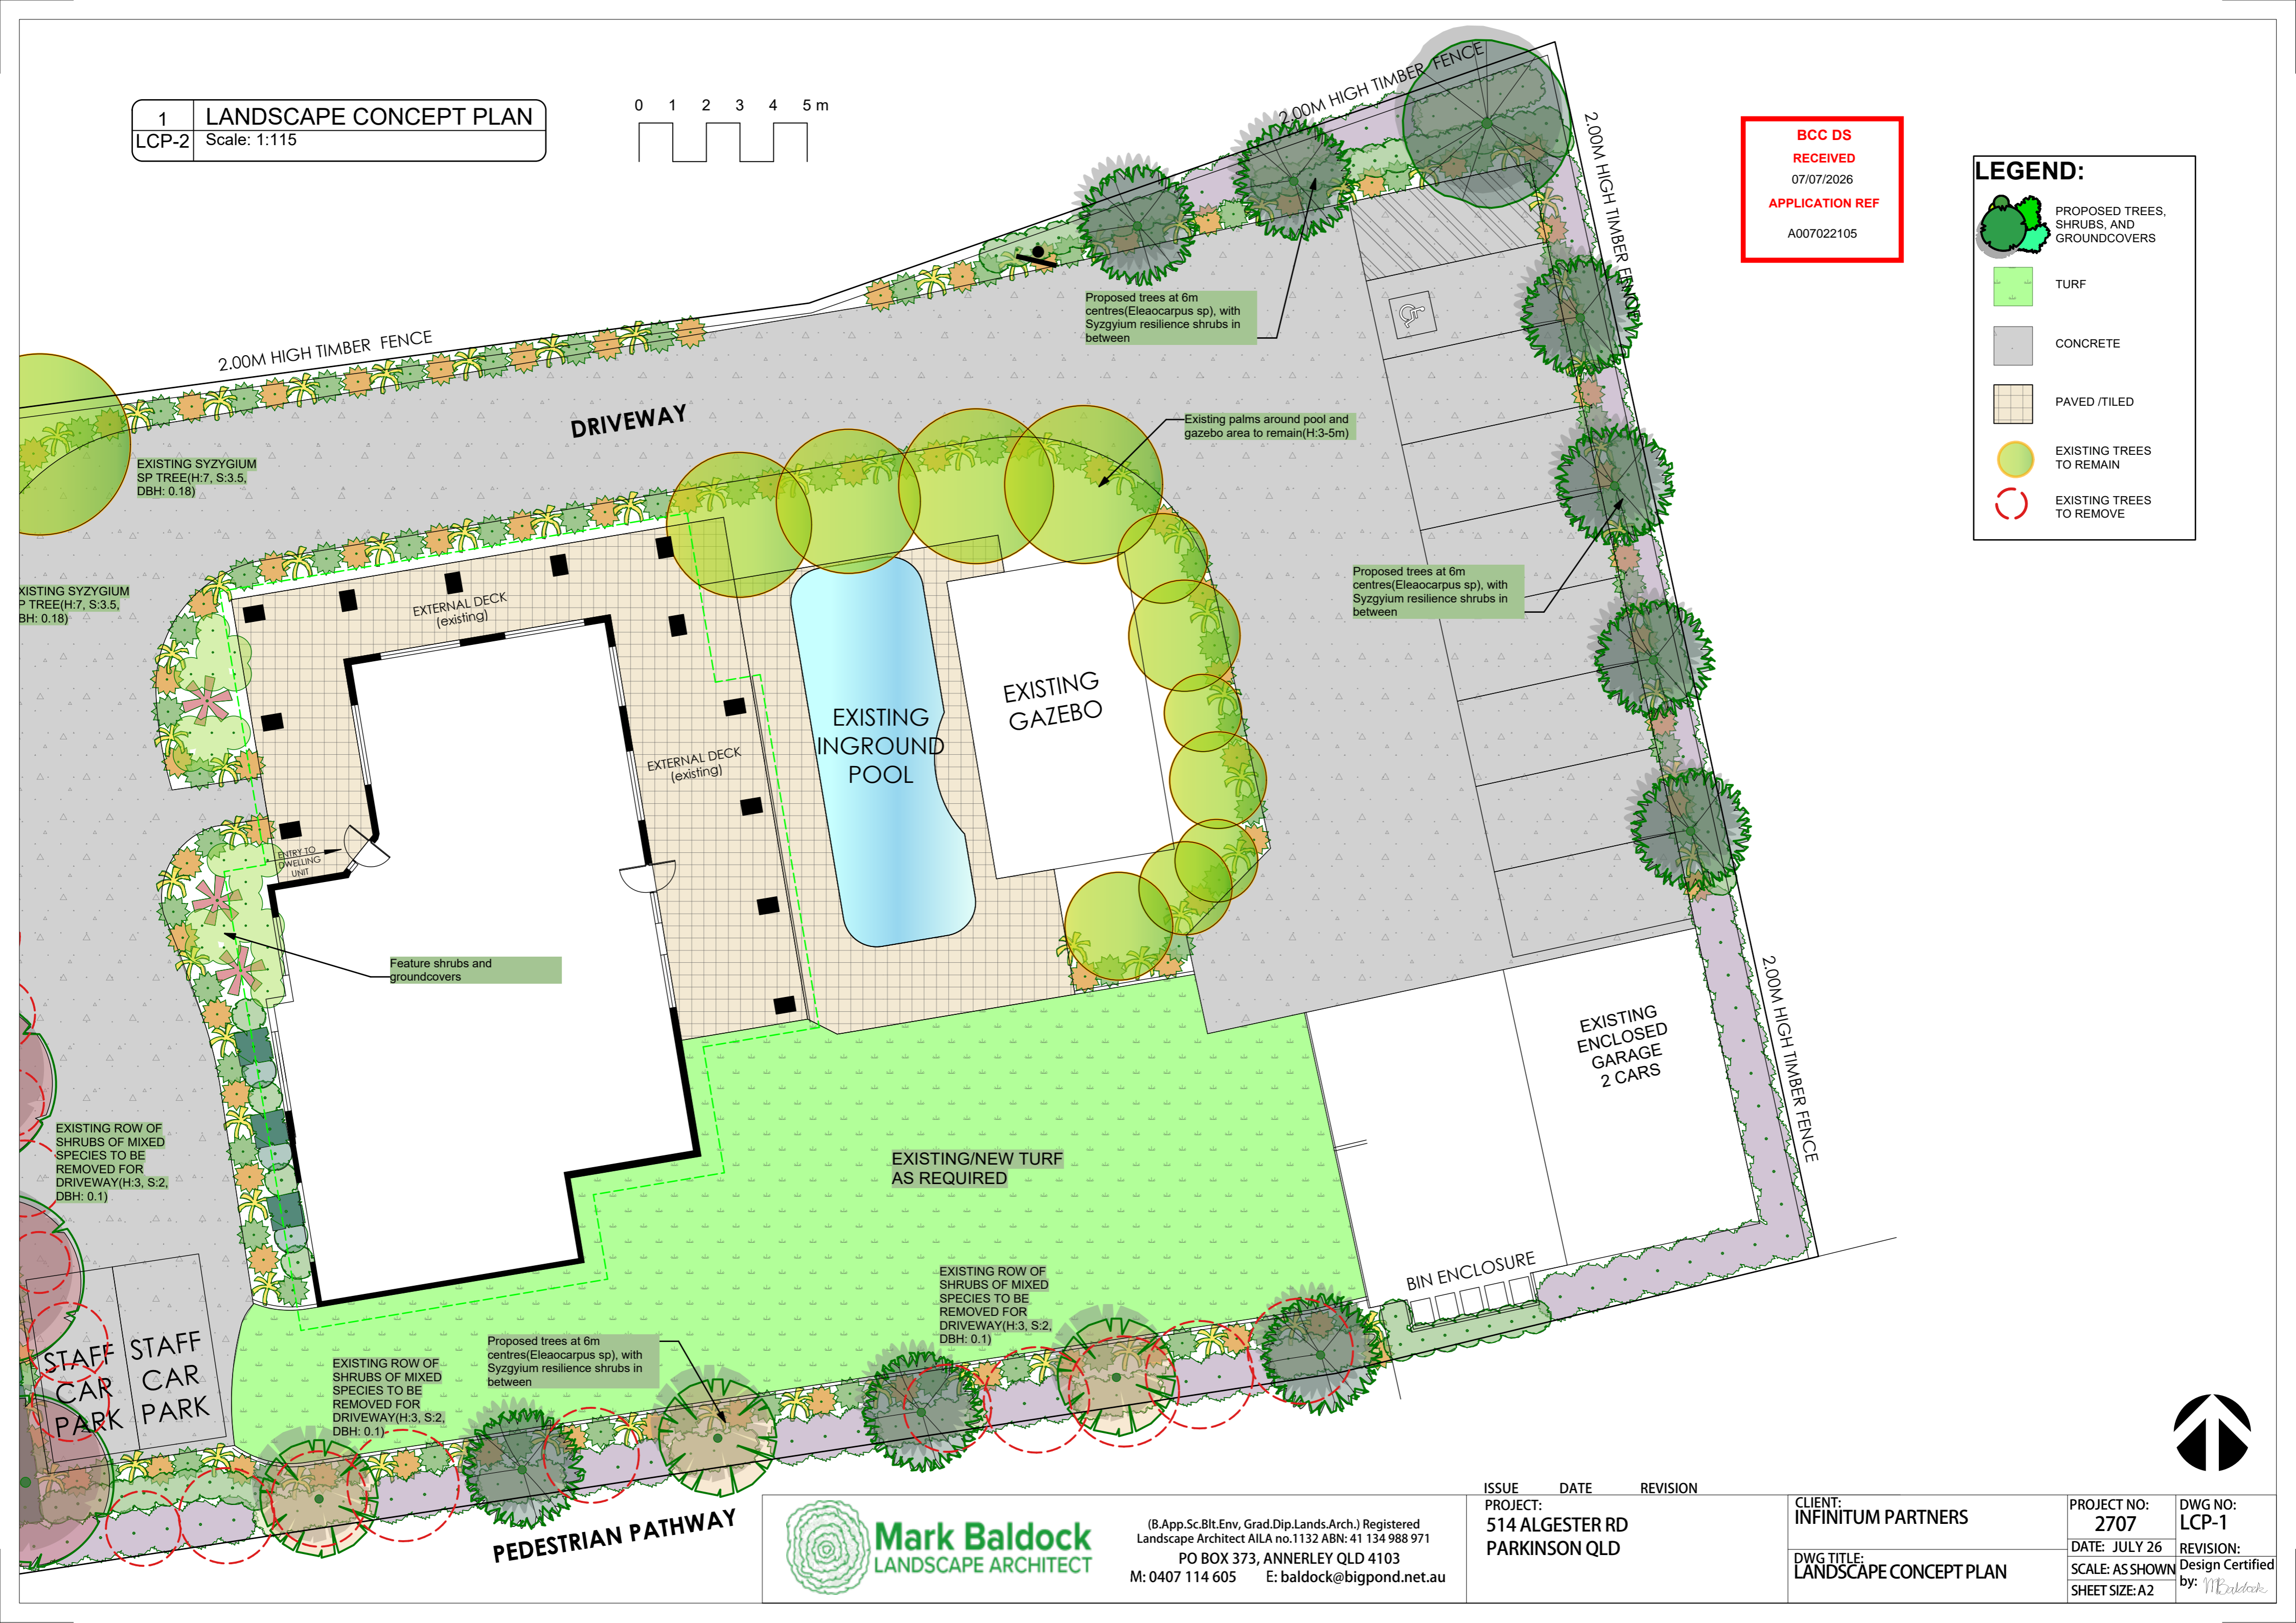 1
LCP-2
LANDSCAPE CONCEPT PLAN
Scale: 1:115
0 1 2 3 4 5 m
2.00M HIGH TIMBER FENCE
2.00M HIGH TIMBER FENCE
2.00M HIGH TIMBER FENCE
2.00M HIGH TIMBER FENCE
BCC DS
RECEIVED
07/07/2026
APPLICATION REF
A007022105
LEGEND:
PROPOSED TREES,
SHRUBS, AND
GROUNDCOVERS
TURF
CONCRETE
PAVED /TILED
EXISTING TREES
TO REMAIN
EXISTING TREES
TO REMOVE
Proposed trees at 6m
centres(Eleaocarpus sp), with
Syzgyium resilience shrubs in
between
DRIVEWAY
Existing palms around pool and
gazebo area to remain(H:3-5m)
EXISTING SYZYGIUM
SP TREE(H:7, S:3.5,
DBH: 0.18)
XISTING SYZYGIUM
P TREE(H:7, S:3.5,
BH: 0.18)
Proposed trees at 6m
centres(Eleaocarpus sp), with
Syzgyium resilience shrubs in
between
EXTERNAL DECK
(existing)
EXTERNAL DECK
(existing)
EXISTING
INGROUND
POOL
EXISTING
GAZEBO
ENTRY TO
DWELLING
UNIT
Feature shrubs and
groundcovers
EXISTING
ENCLOSED
GARAGE
2 CARS
EXISTING ROW OF
SHRUBS OF MIXED
SPECIES TO BE
REMOVED FOR
DRIVEWAY(H:3, S:2,
DBH: 0.1)
EXISTING/NEW TURF
AS REQUIRED
EXISTING ROW OF
SHRUBS OF MIXED
SPECIES TO BE
REMOVED FOR
DRIVEWAY(H:3, S:2,
DBH: 0.1)
BIN ENCLOSURE
STAFF
CAR
PARK
STAFF
CAR
PARK
EXISTING ROW OF
SHRUBS OF MIXED
SPECIES TO BE
REMOVED FOR
DRIVEWAY(H:3, S:2,
DBH: 0.1)
Proposed trees at 6m
centres(Eleaocarpus sp), with
Syzgyium resilience shrubs in
between
PEDESTRIAN PATHWAY
Mark Baldock
LANDSCAPE ARCHITECT
(B.App.Sc.Blt.Env, Grad.Dip.Lands.Arch.) Registered
Landscape Architect AILA no.1132 ABN: 41 134 988 971
PO BOX 373, ANNERLEY QLD 4103
M: 0407 114 605 E: baldock@bigpond.net.au
ISSUE DATE REVISION
PROJECT:
514 ALGESTER RD
PARKINSON QLD
CLIENT:
INFINITUM PARTNERS
DWG TITLE:
LANDSCAPE CONCEPT PLAN
PROJECT NO:
2707
DATE: JULY 26
SCALE: AS SHOWN
SHEET SIZE: A2
DWG NO:
LCP-1
REVISION:
Design Certified
by: MBaldock